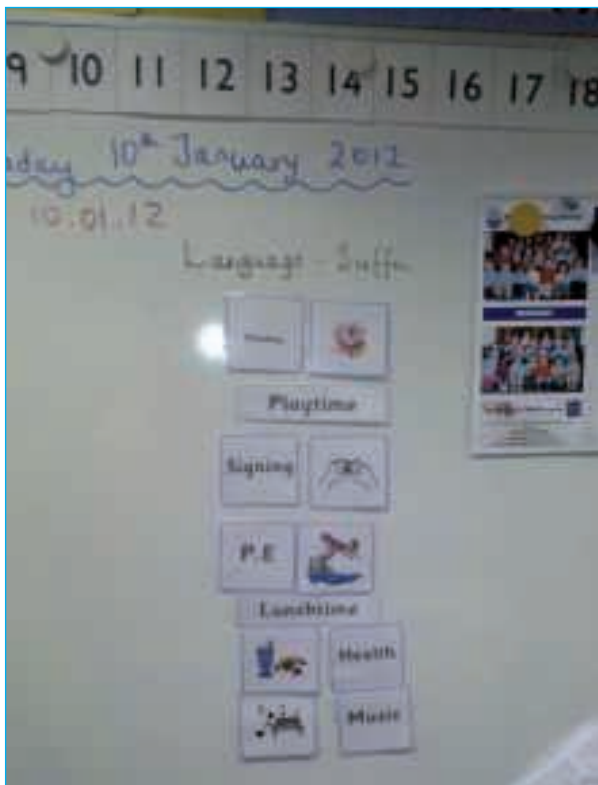 9 10 11 12 13 14 15 16 17 18
10th January 2012
10.01.12
Language -
Playtime
Signing
P.E
Lunchtime
Health
Music